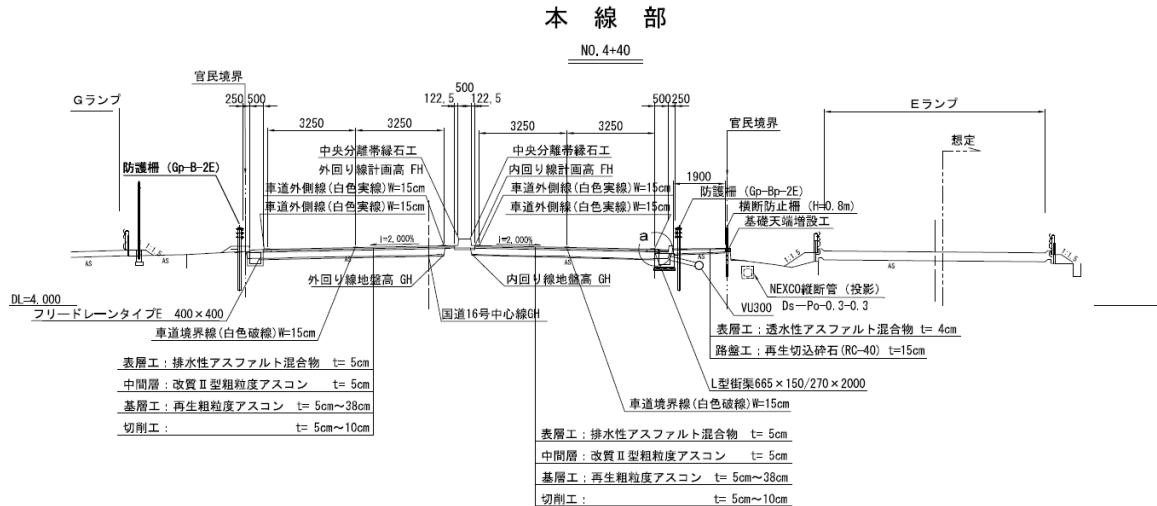 本 線 部
NO. 4+40
官民境界
Gランプ
250 500
122,5
500
122,5
500 250
Eランプ
3250
3250
3250
3250
官民境界
想定
防護柵 (Gp-B-2E)
中央分離帯縁石工
外回り線計画高 FH
車道外側線(白色実線)W=15cm
車道外側線(白色実線)W=15cm
中央分離帯縁石工
内回り線計画高 FH
車道外側線(白色実線)W=15cm
車道外側線(白色実線)W=15cm
1900
防護柵 (Gp-Bp-2E)
横断防止柵 (H=0.8m)
基礎天端増設工
a
i=2,000%
i=2,000%
1:1.5
1:1.5
1:1.5
AS
AS
AS
AS
AS
AS
外回り線地盤高 GH
内回り線地盤高 GH
NEXCO縦断管 (投影)
Ds-Po-0.3-0.3
VU300
DL=4.000
フリードレーンタイプE 400×400
国道16号中心線GH
車道境界線(白色破線)W=15cm
表層工:透水性アスファルト混合物 t= 4cm
路盤工:再生切込砕石(RC-40) t=15cm
L型街渠665×150/270×2000
車道境界線(白色破線)W=15cm
表層工:排水性アスファルト混合物 t= 5cm
中間層:改質Ⅱ型粗粒度アスコン t= 5cm
基層工:再生粗粒度アスコン t= 5cm～38cm
切削工: t= 5cm～10cm
表層工:排水性アスファルト混合物 t= 5cm
中間層:改質Ⅱ型粗粒度アスコン t= 5cm
基層工:再生粗粒度アスコン t= 5cm～38cm
切削工: t= 5cm～10cm